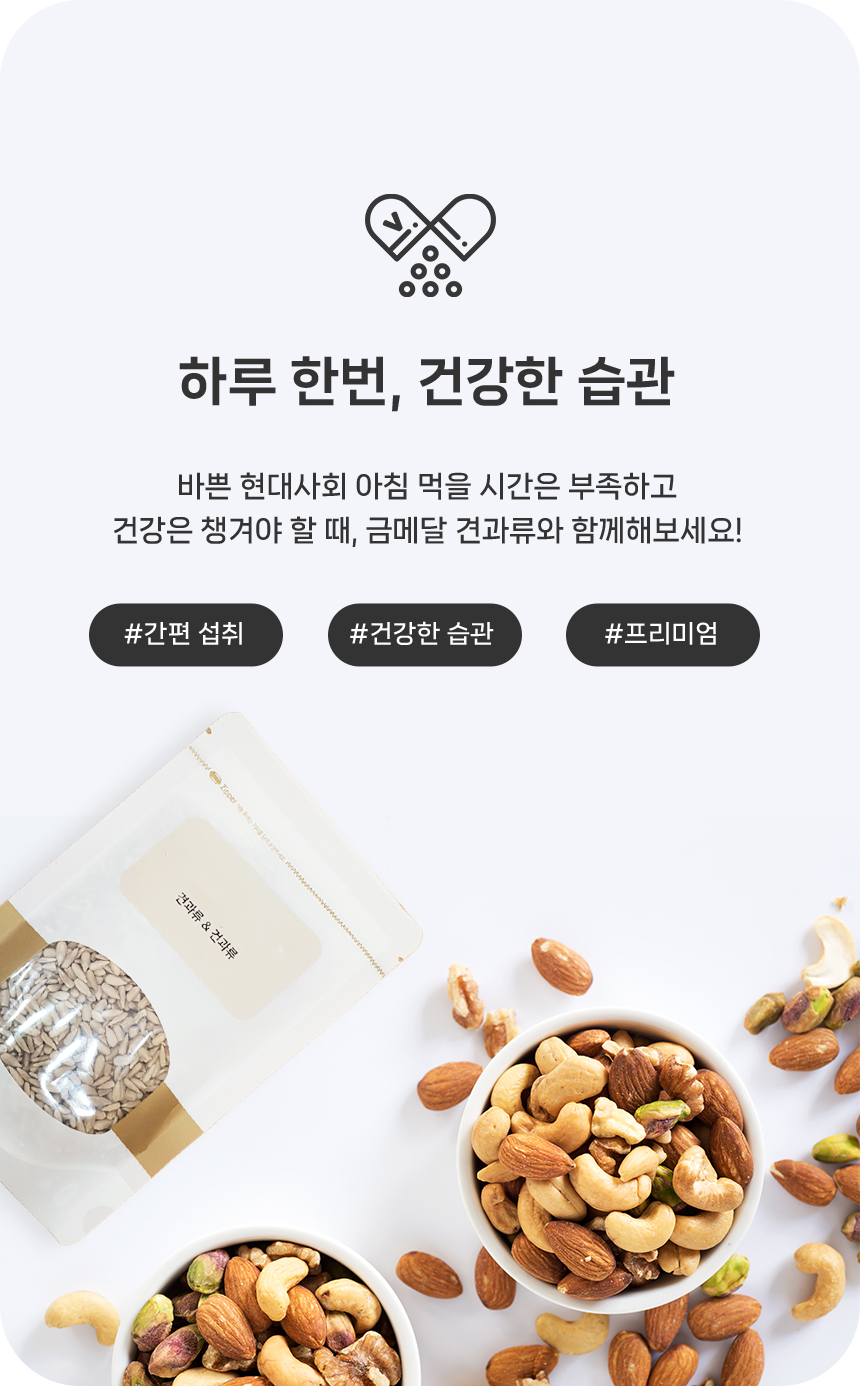 하루 한번, 건강한 습관
바쁜 현대사회 아침 먹을 시간은 부족하고
건강은 챙겨야 할 때, 금메달 견과류와 함께해보세요!
#간편 섭취
#건강한 습관
#프리미엄
Zipper
견과류 & 건과류